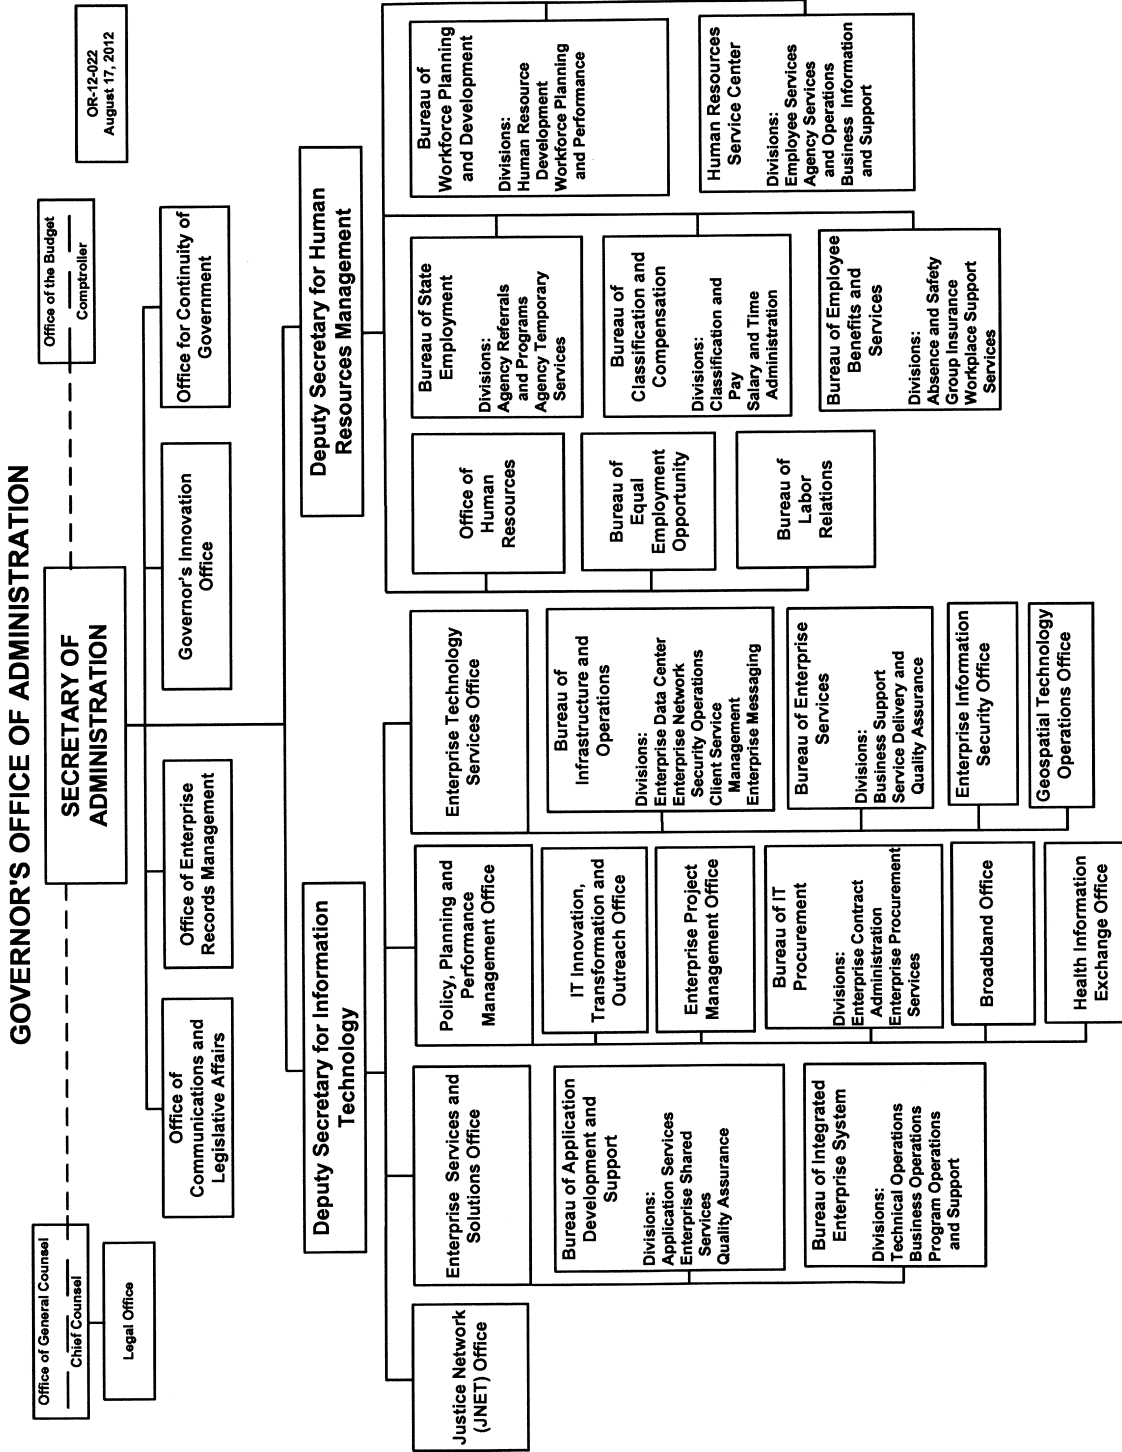 GOVERNOR'S OFFICE OF ADMINISTRATION
OR-12-022
August 17, 2012
Office of General Counsel
Chief Counsel
Legal Office
SECRETARY OF
ADMINISTRATION
Office of the Budget
Comptroller
Office of
Communications and
Legislative Affairs
Office of Enterprise
Records Management
Governor's Innovation
Office
Office for Continuity of
Government
Deputy Secretary for Information
Technology
Deputy Secretary for Human
Resources Management
Justice Network
(JNET) Office
Enterprise Services and
Solutions Office
Bureau of Application
Development and
Support
Divisions:
Application Services
Enterprise Shared
Services
Quality Assurance
Bureau of Integrated
Enterprise System
Divisions:
Technical Operations
Business Operations
Program Operations
and Support
Policy, Planning and
Performance
Management Office
IT Innovation,
Transformation and
Outreach Office
Enterprise Project
Management Office
Bureau of IT
Procurement
Divisions:
Enterprise Contract
Administration
Enterprise Procurement
Services
Broadband Office
Health Information
Exchange Office
Enterprise Technology
Services Office
Bureau of
Infrastructure and
Operations
Divisions:
Enterprise Data Center
Enterprise Network
Security Operations
Client Service
Management
Enterprise Messaging
Bureau of Enterprise
Services
Divisions:
Business Support
Service Delivery and
Quality Assurance
Enterprise Information
Security Office
Geospatial Technology
Operations Office
Office of
Human
Resources
Bureau of
Equal
Employment
Opportunity
Bureau of
Labor
Relations
Bureau of State
Employment
Divisions:
Agency Referrals
and Programs
Agency Temporary
Services
Bureau of
Classification and
Compensation
Divisions:
Classification and
Pay
Salary and Time
Administration
Bureau of Employee
Benefits and
Services
Divisions:
Absence and Safety
Group Insurance
Workplace Support
Services
Bureau of
Workforce Planning
and Development
Divisions:
Human Resource
Development
Workforce Planning
and Performance
Human Resources
Service Center
Divisions:
Employee Services
Agency Services
and Operations
Business Information
and Support